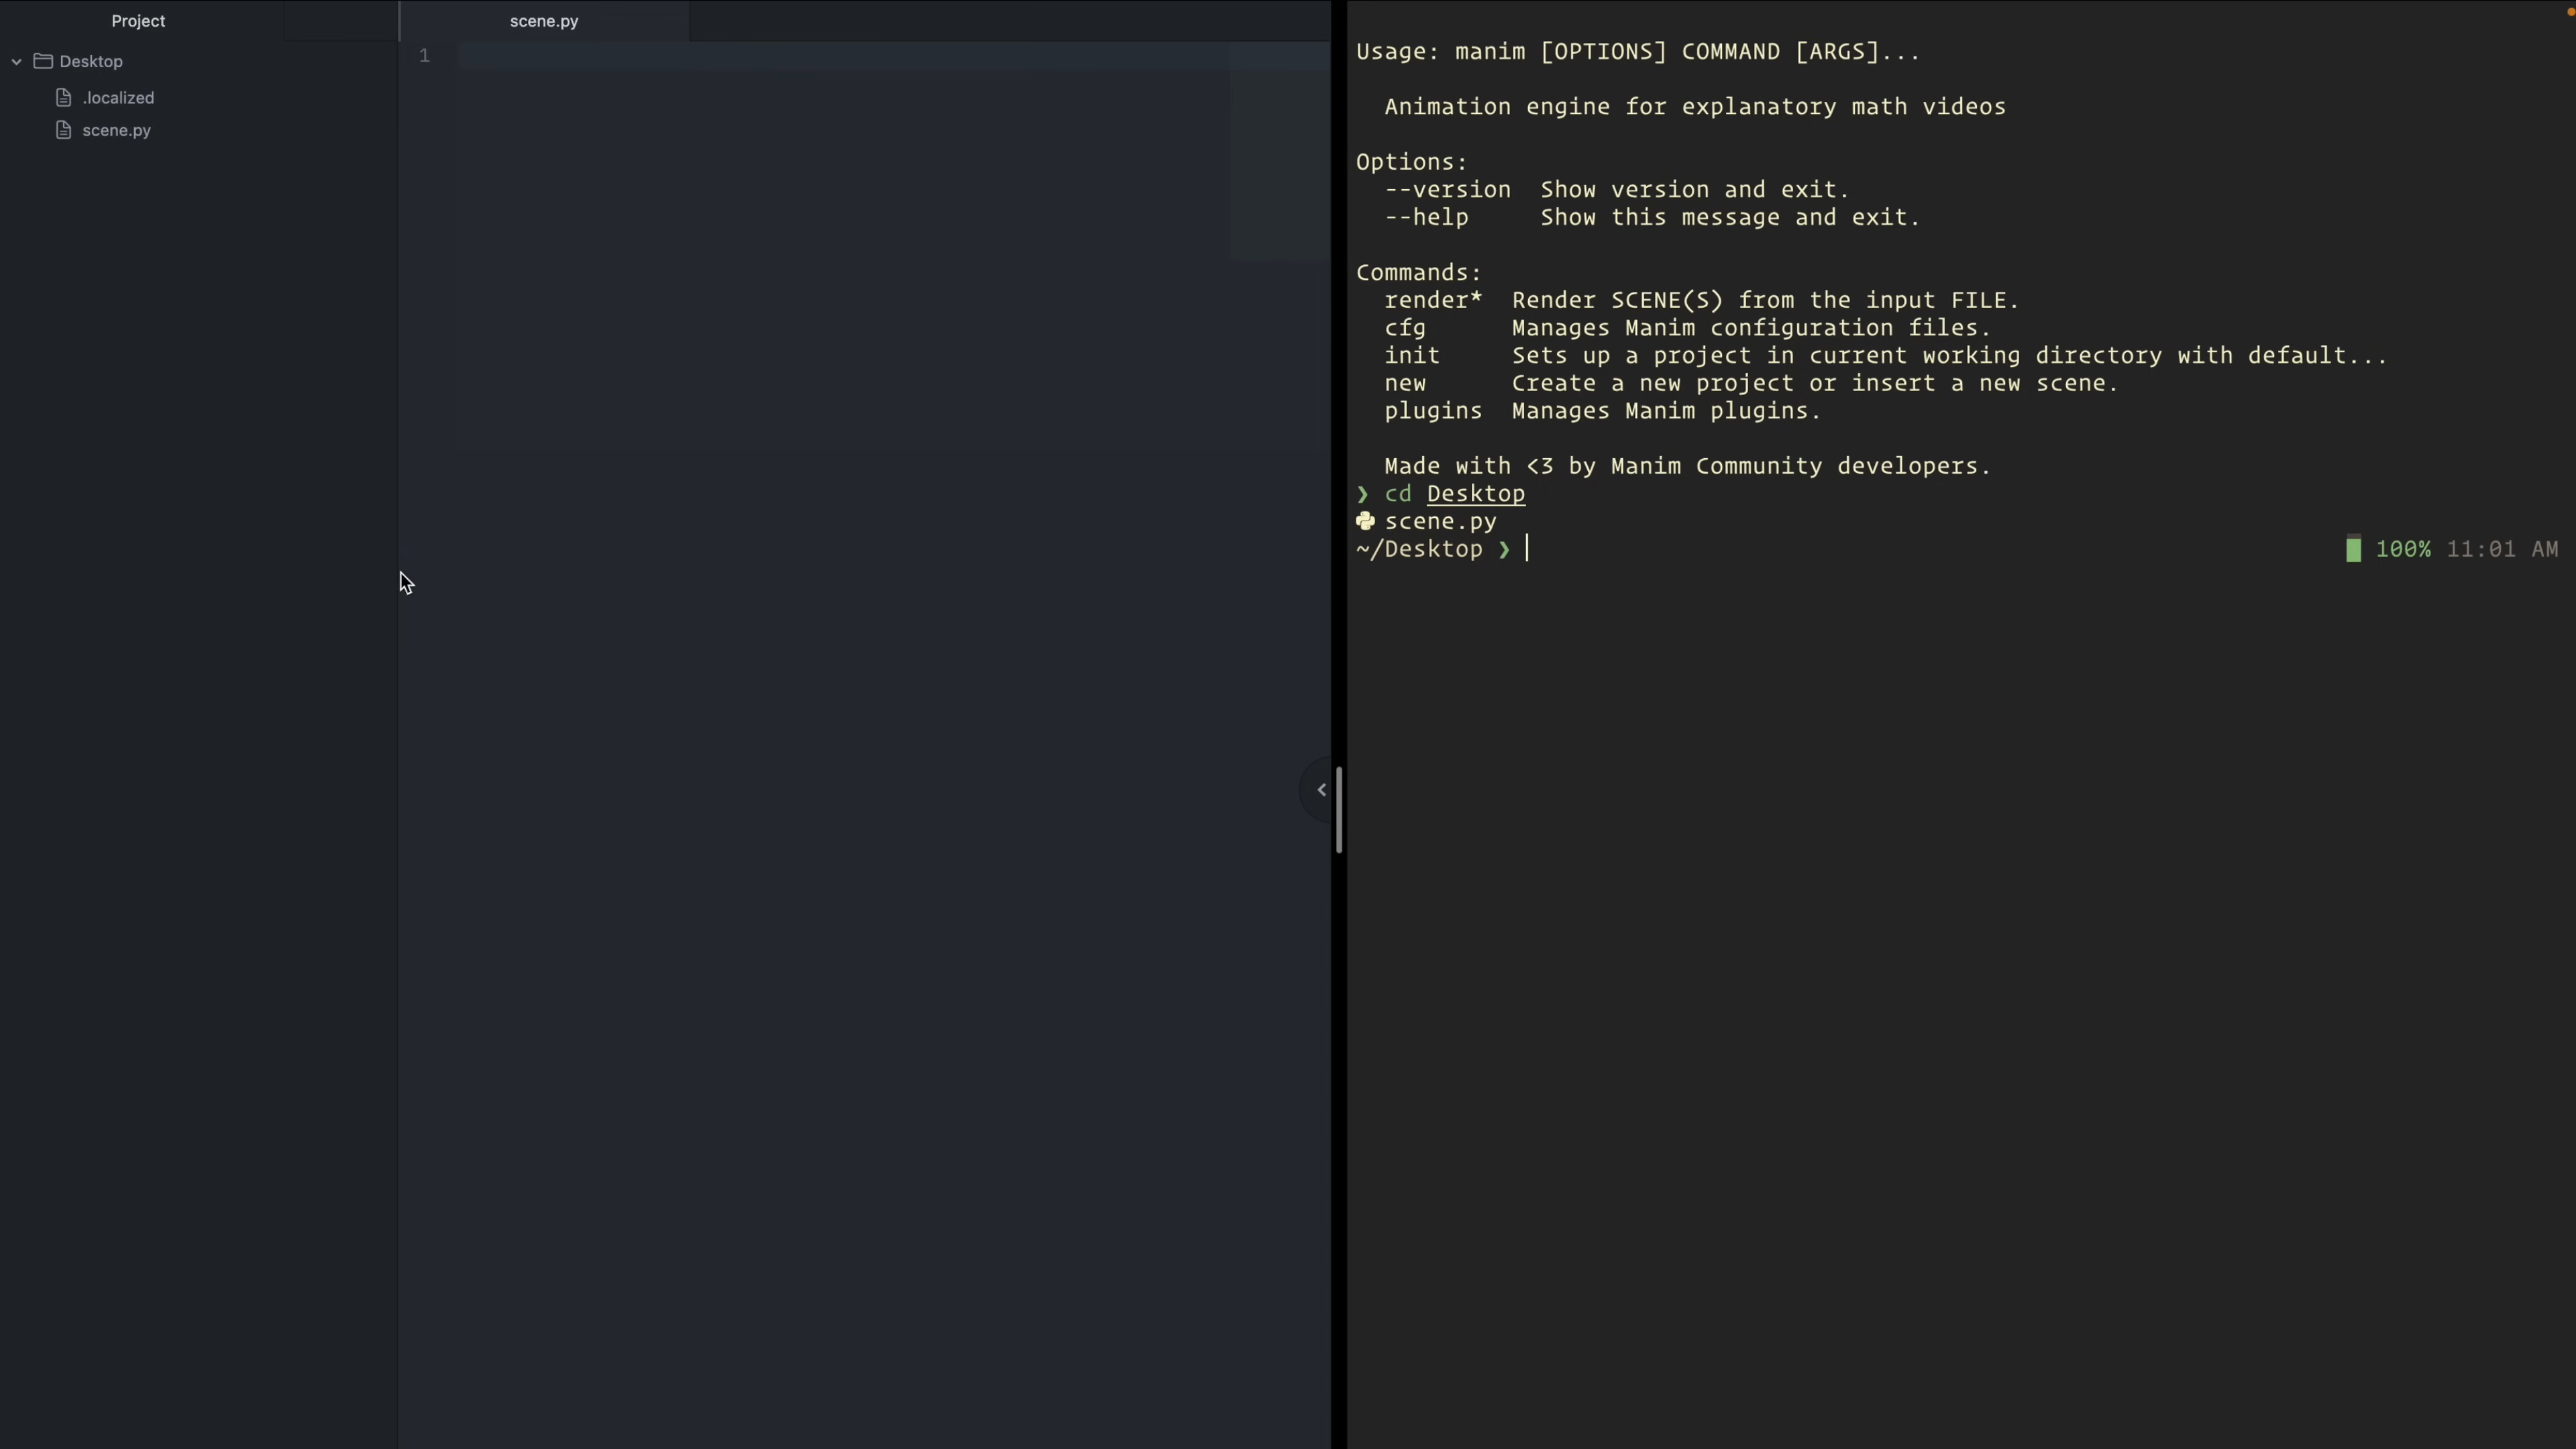 Project
Desktop
.localized
scene.py
scene.py
1
Usage: manim [OPTIONS] COMMAND [ARGS]...
Animation engine for explanatory math videos
Options:
--version  Show version and exit.
--help     Show this message and exit.
Commands:
render*  Render SCENE(S) from the input FILE.
cfg      Manages Manim configuration files.
init     Sets up a project in current working directory with default...
new      Create a new project or insert a new scene.
plugins  Manages Manim plugins.
Made with <3 by Manim Community developers.
❯ cd Desktop
scene.py
~/Desktop ❯ 100% 11:01 AM